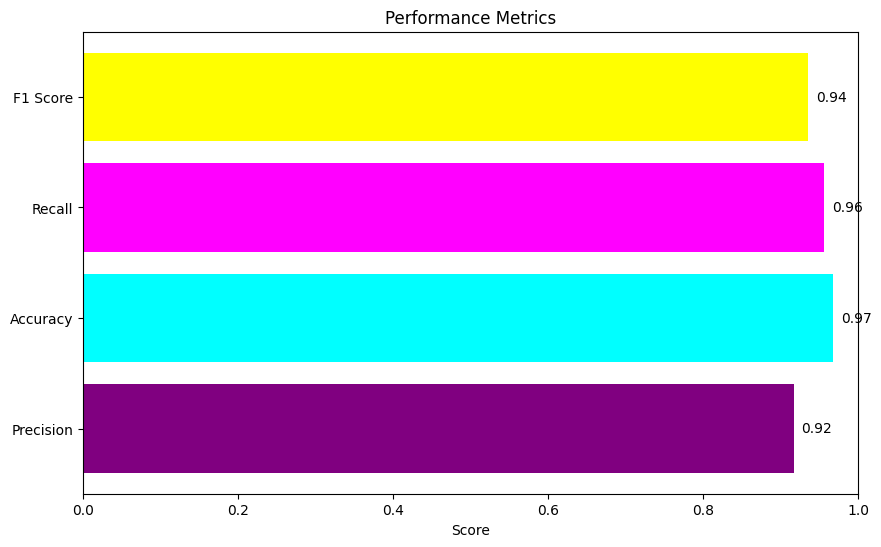 Performance Metrics
F1 Score
0.94
Recall
0.96
Accuracy
0.97
Precision
0.92
0.0 0.2 0.4 0.6 0.8 1.0
Score